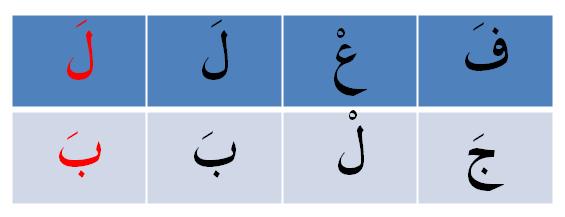 فَ عْ لَ لَ
جَ لْ بَ بَ